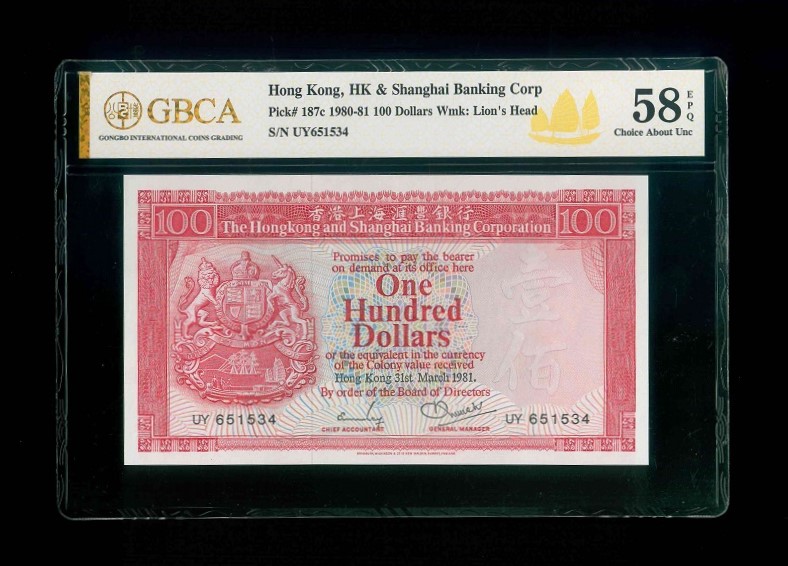 GBCA
GONGBO INTERNATIONAL COINS GRADING
Hong Kong, HK & Shanghai Banking Corp
Pick# 187c 1980-81 100 Dollars Wmk: Lion's Head
S/N UY651534
58 EPQ
Choice About Unc
100 香港上海滙豐銀行 100
The Hongkong and Shanghai Banking Corporation
Promises to pay the bearer
on demand at its office here
One
Hundred
Dollars
or the equivalent in the currency
of the Colony value received
Hong Kong 31st March 1981.
By order of the Board of Directors
壹佰
UY 651534
UY 651534
CHIEF ACCOUNTANT
GENERAL MANAGER